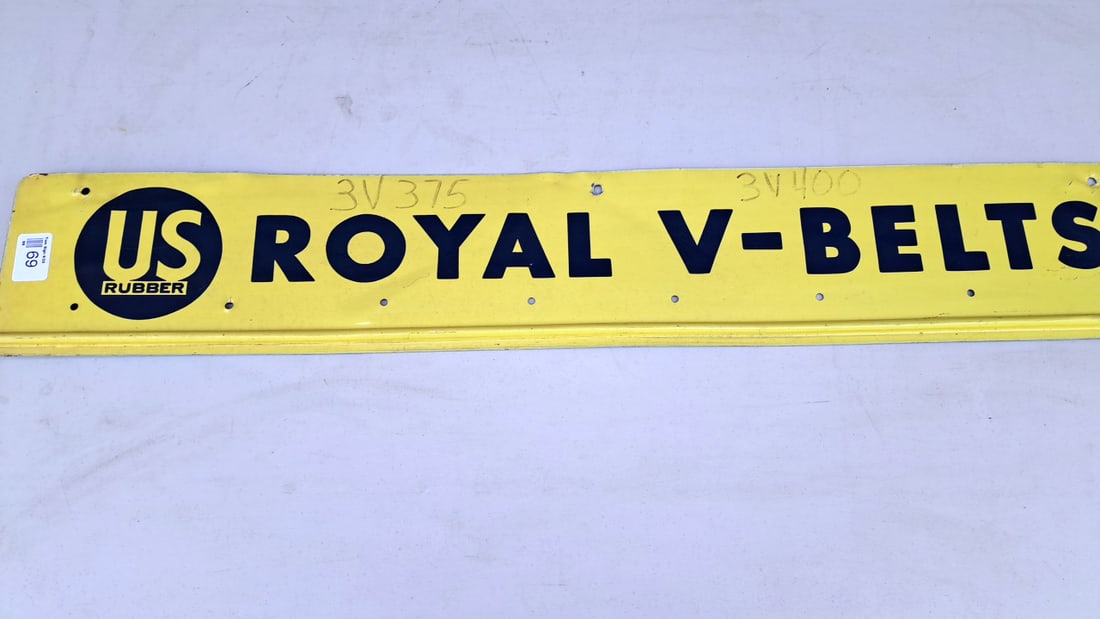 3V375 3V400
US RUBBER ROYAL V-BELTS
69